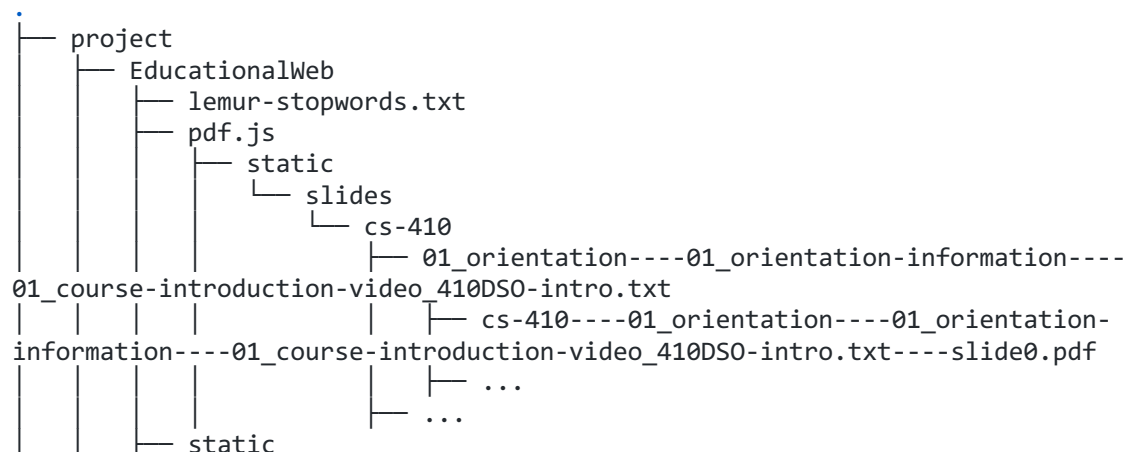 .
├── project
│   ├── EducationalWeb
│   │   ├── lemur-stopwords.txt
│   │   ├── pdf.js
│   │   │   ├── static
│   │   │   │   └── slides
│   │   │   │       └── cs-410
│   │   │   │           ├── 01_orientation----01_orientation-information----
01_course-introduction-video_410DSO-intro.txt
│   │   │   │           │   ├── cs-410----01_orientation----01_orientation-
information----01_course-introduction-video_410DSO-intro.txt----slide0.pdf
│   │   │   │           │   ├── ...
│   │   │   │           ├── ...
│   │   ├── static